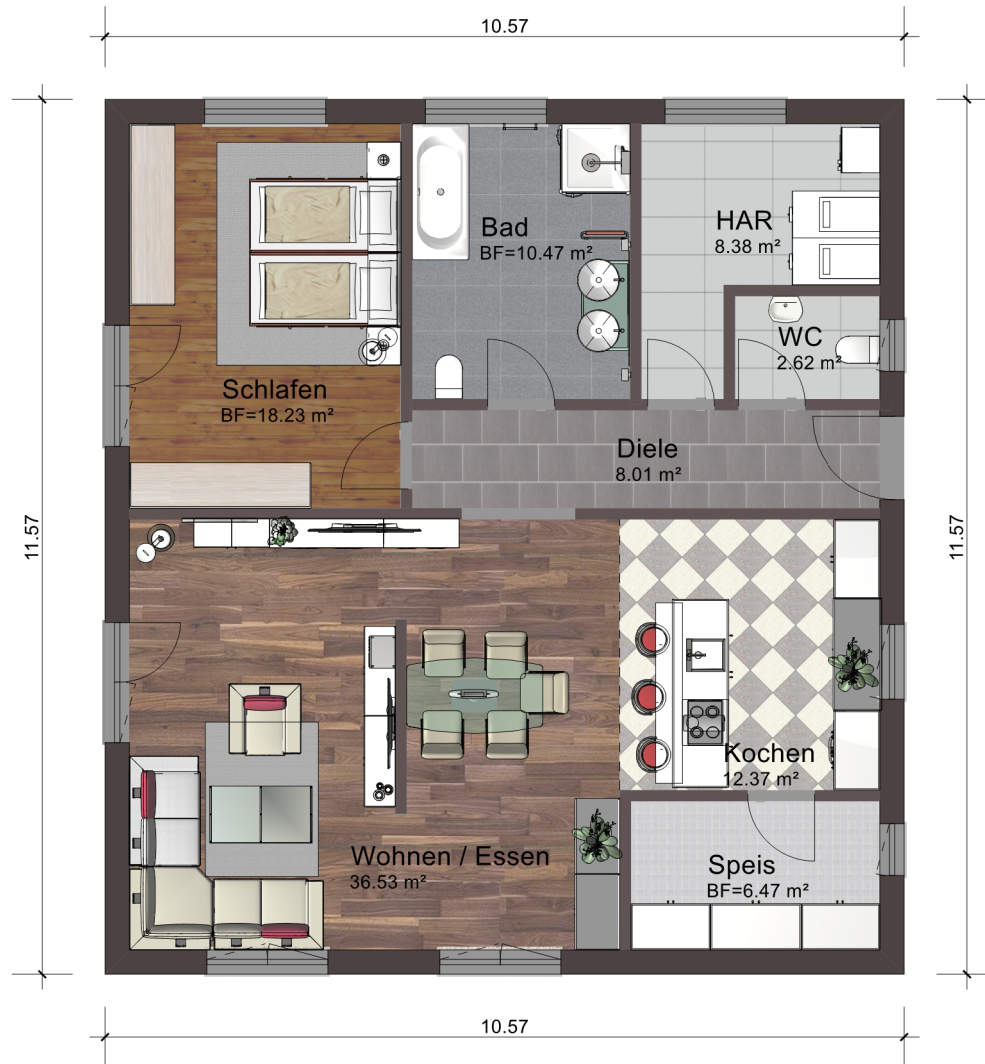 10.57
Bad
BF=10.47 m²
HAR
8.38 m²
WC
2.62 m²
Schlafen
BF=18.23 m²
Diele
8.01 m²
11.57
11.57
Kochen
12.37 m²
Wohnen / Essen
36.53 m²
Speis
BF=6.47 m²
10.57